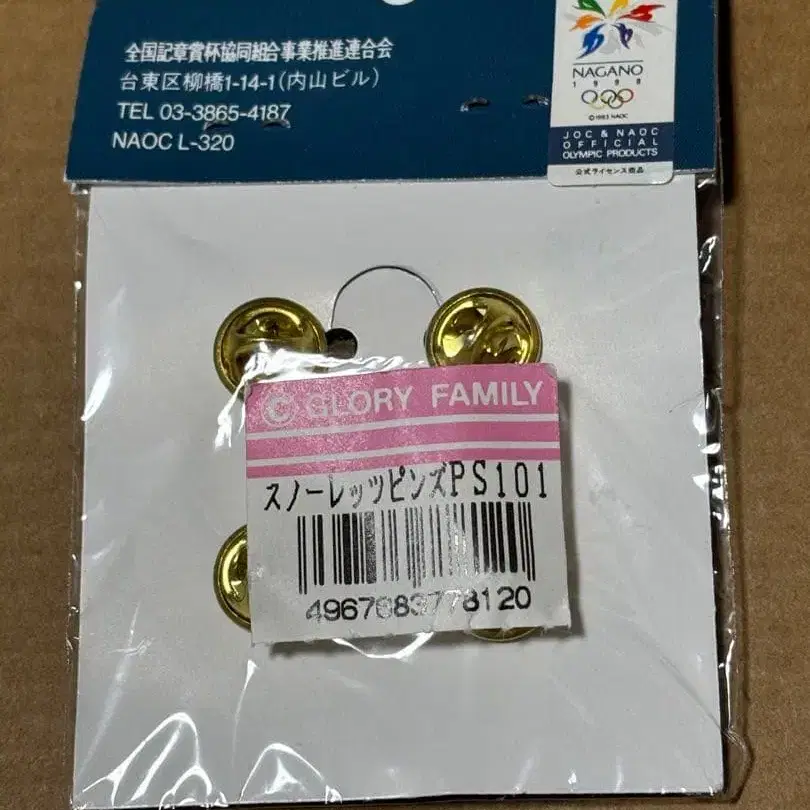 全国記章賞杯協同組合事業推進連合会
台東区柳橋1-14-1(内山ビル)
TEL 03-3865-4187
NAOC L-320
NAGANO
1998
©1993 NAOC
JOC & NAOC
OFFICIAL
OLYMPIC PRODUCTS
公式ライセンス商品
© GLORY FAMILY
スノーレッツピンズPS101
4967683778120